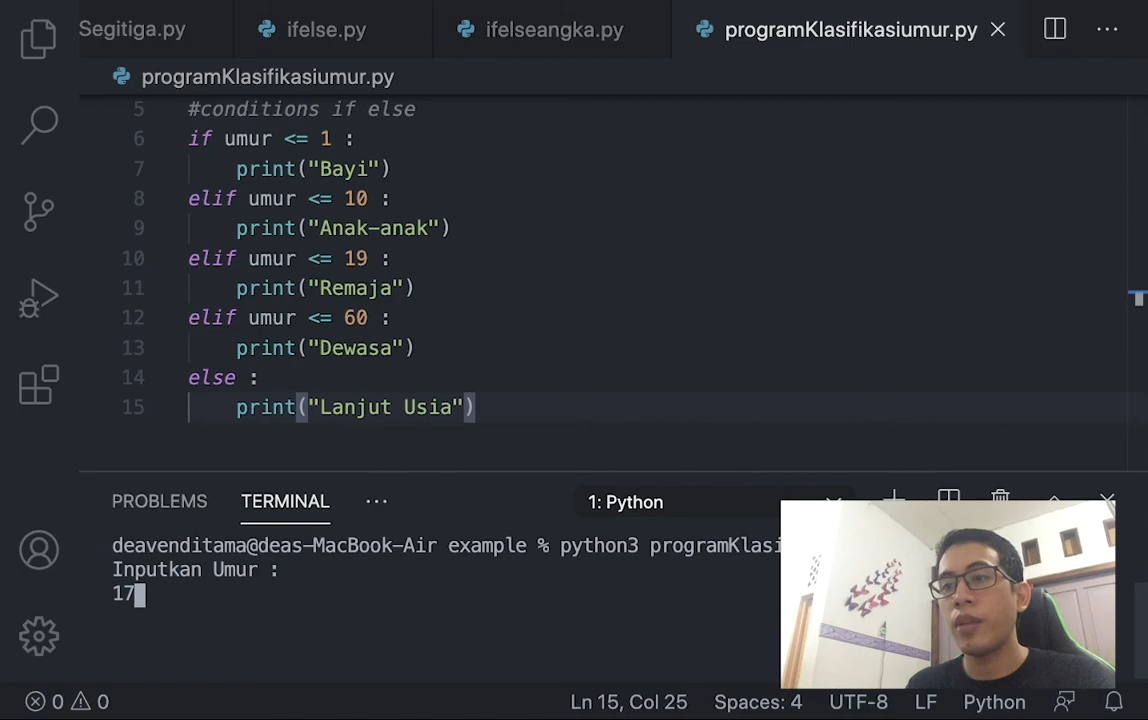 Segitiga.py
ifelse.py
ifelseangka.py
programKlasifikasiumur.py
programKlasifikasiumur.py
5 #conditions if else
6 if umur <= 1 :
7 print("Bayi")
8 elif umur <= 10 :
9 print("Anak-anak")
10 elif umur <= 19 :
11 print("Remaja")
12 elif umur <= 60 :
13 print("Dewasa")
14 else :
15 print("Lanjut Usia")
PROBLEMS TERMINAL ··· 1: Python
deavenditama@deas-MacBook-Air example % python3 programKlasi
Inputkan Umur :
17
0 0 Ln 15, Col 25 Spaces: 4 UTF-8 LF Python